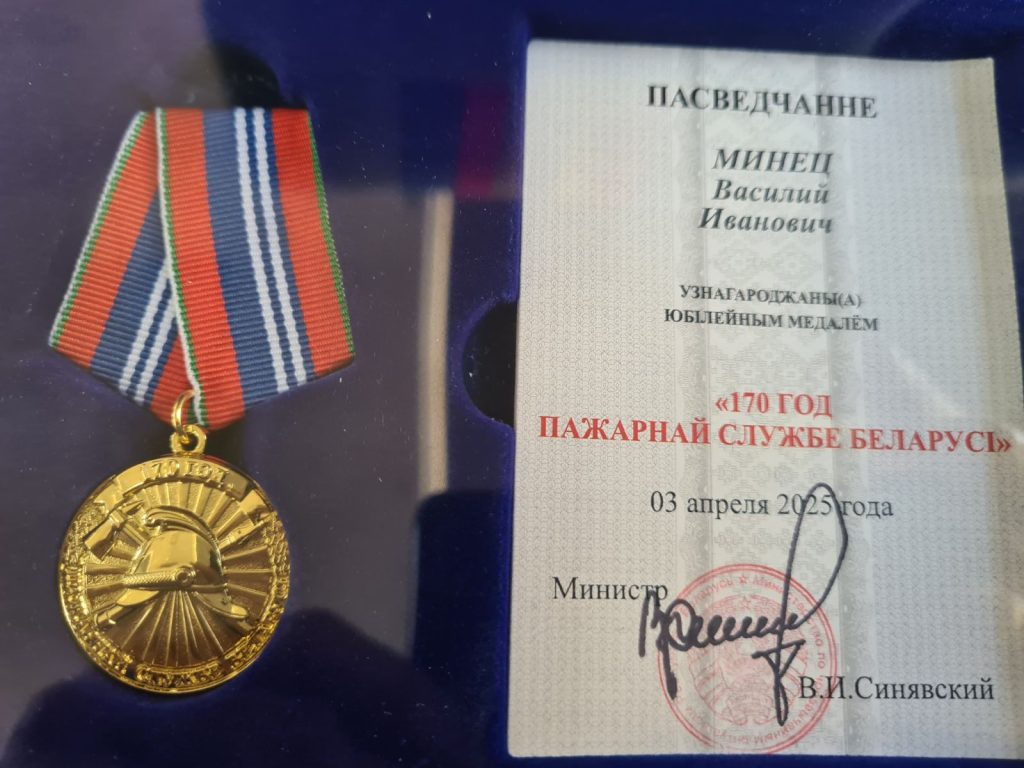 ПАСВЕДЧАННЕ
МИНЕЦ
Василий
Иванович
УЗНАГАРОДЖАНЫ(А)
ЮБІЛЕЙНЫМ МЕДАЛЁМ
«170 ГОД
ПАЖАРНАЙ СЛУЖБЕ БЕЛАРУСІ»
03 апреля 2025 года
Министр
В.И.Синявский
170
СЛУЖБЕ